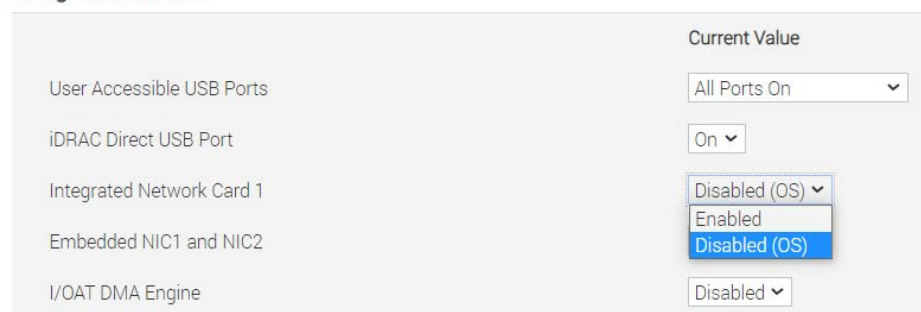 Current Value
User Accessible USB Ports All Ports On
iDRAC Direct USB Port On
Integrated Network Card 1 Disabled (OS)
Enabled
Embedded NIC1 and NIC2 Disabled (OS)
I/OAT DMA Engine Disabled